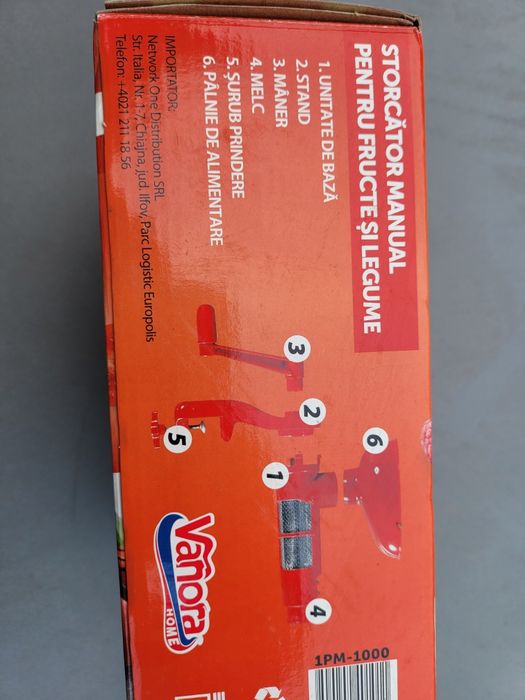 STORCĂTOR MANUAL
PENTRU FRUCTE ȘI LEGUME
1. UNITATE DE BAZĂ
2. STAND
3. MÂNER
4. MELC
5. ȘURUB PRINDERE
6. PÂLNIE DE ALIMENTARE
IMPORTATOR:
Network One Distribution SRL
Str. Italia, Nr. 1-7, Chiajna, jud. Ilfov, Parc Logistic Europolis
Telefon: +4021 211 18 56
3
2
5
1
6
4
Vanora
HOME
1PM-1000